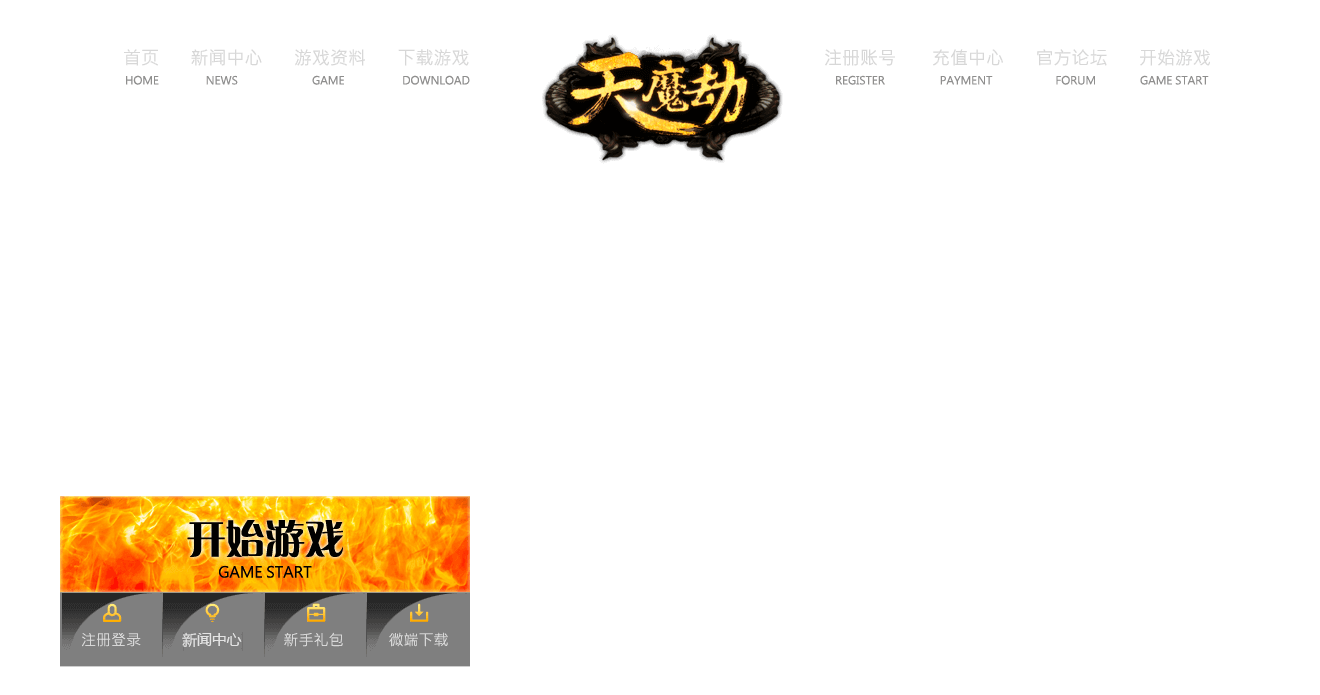 首页 新闻中心 游戏资料 下载游戏 注册账号 充值中心 官方论坛 开始游戏
HOME NEWS GAME DOWNLOAD REGISTER PAYMENT FORUM GAME START
天魔劫
开始游戏
GAME START
注册登录 新闻中心 新手礼包 微端下载